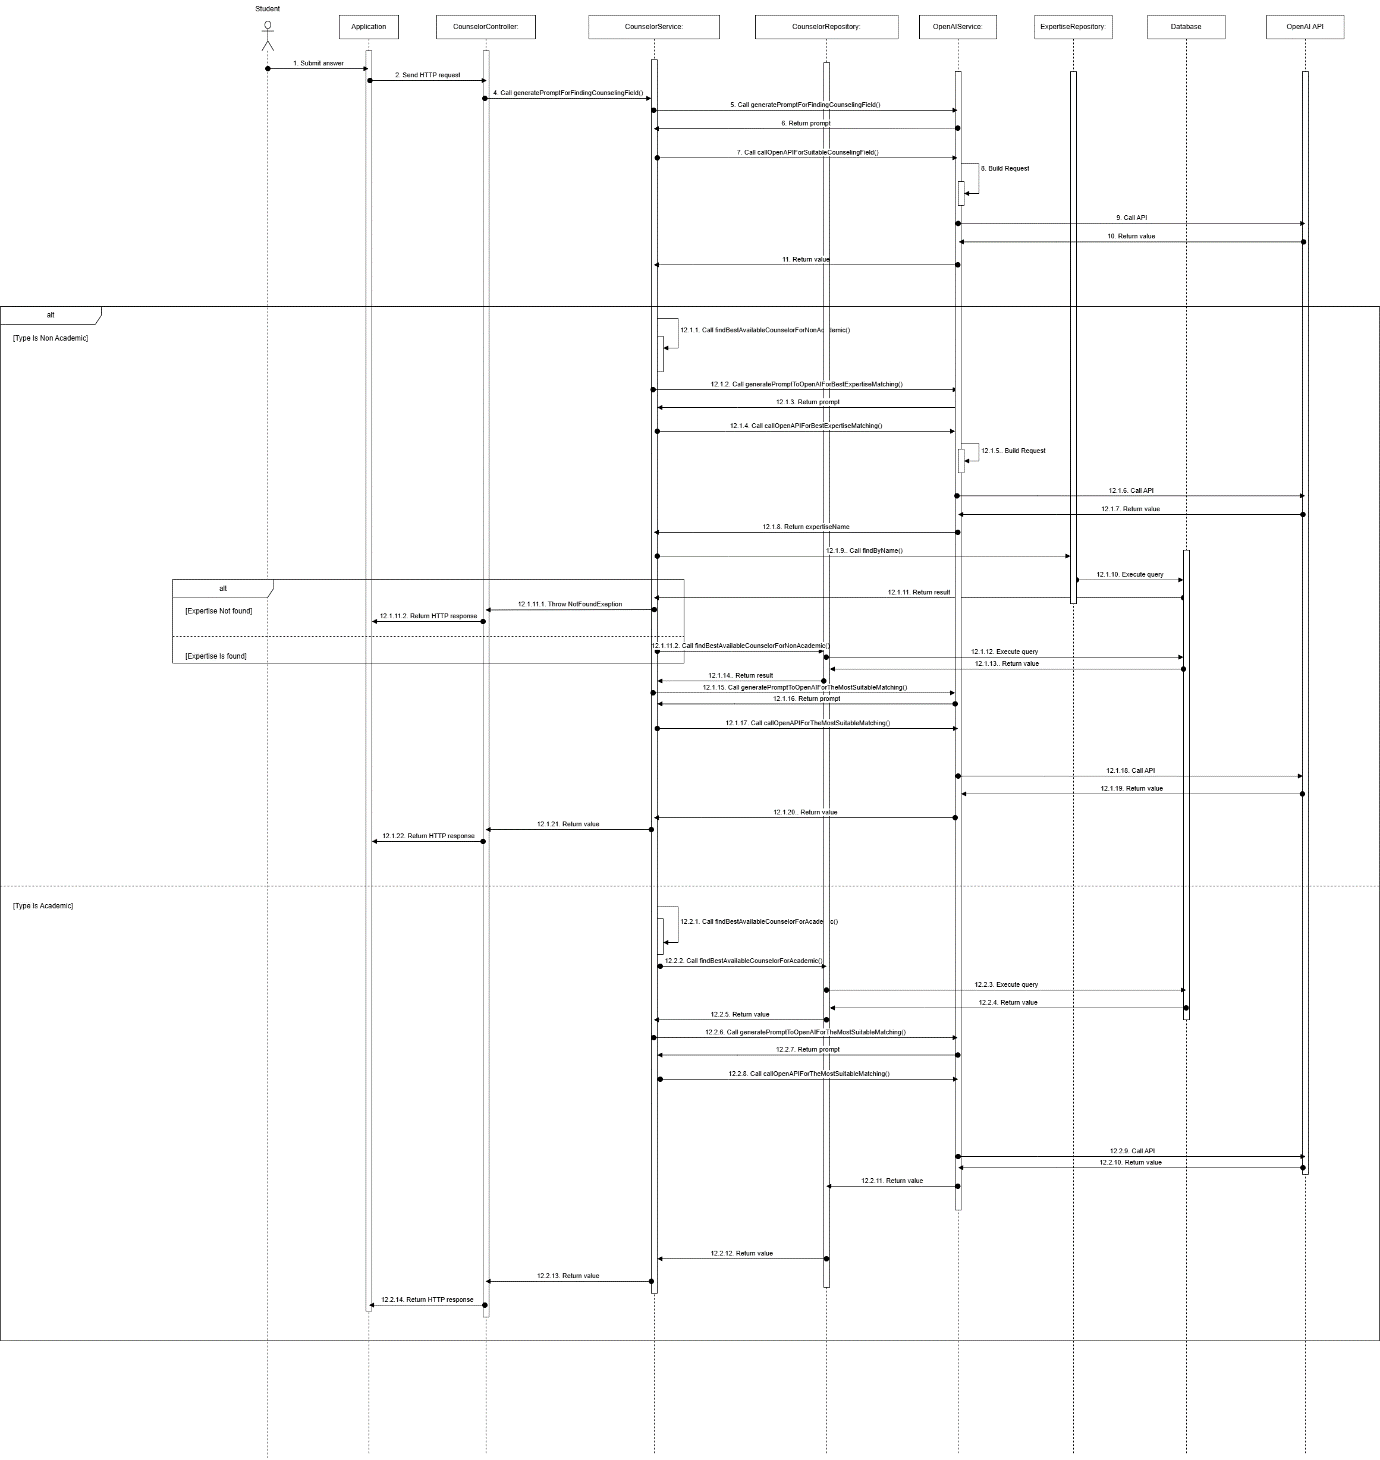 Student
Application
CounselorController:
CounselorService:
CounselorRepository:
OpenAIService:
ExpertiseRepository:
Database
OpenAI API
1. Submit answer
2. Send HTTP request
4. Call generatePromptForFindingCounselingField()
5. Call generatePromptForFindingCounselingField()
6. Return prompt
7. Call callOpenAPIForSuitableCounselingField()
8. Build Request
9. Call API
10. Return value
11. Return value
alt
[Type Is Non Academic]
12.1.1. Call findBestAvailableCounselorForNonAcademic()
12.1.2. Call generatePromptToOpenAIForBestExpertiseMatching()
12.1.3. Return prompt
12.1.4. Call callOpenAPIForBestExpertiseMatching()
12.1.5.. Build Request
12.1.6. Call API
12.1.7. Return value
12.1.8. Return expertiseName
12.1.9.. Call findByName()
12.1.10. Execute query
alt
12.1.11. Return result
[Expertise Not found]
12.1.11.1. Throw NotFoundExeption
12.1.11.2. Return HTTP response
12.1.11.2. Call findBestAvailableCounselorForNonAcademic()
[Expertise Is found]
12.1.12. Execute query
12.1.13.. Return value
12.1.14.. Return result
12.1.15. Call generatePromptToOpenAIForTheMostSuitableMatching()
12.1.16. Return prompt
12.1.17. Call callOpenAPIForTheMostSuitableMatching()
12.1.18. Call API
12.1.19. Return value
12.1.20.. Return value
12.1.21. Return value
12.1.22. Return HTTP response
[Type Is Academic]
12.2.1. Call findBestAvailableCounselorForAcademic()
12.2.2. Call findBestAvailableCounselorForAcademic()
12.2.3. Execute query
12.2.4. Return value
12.2.5. Return value
12.2.6. Call generatePromptToOpenAIForTheMostSuitableMatching()
12.2.7. Return prompt
12.2.8. Call callOpenAPIForTheMostSuitableMatching()
12.2.9. Call API
12.2.10. Return value
12.2.11. Return value
12.2.12. Return value
12.2.13. Return value
12.2.14. Return HTTP response